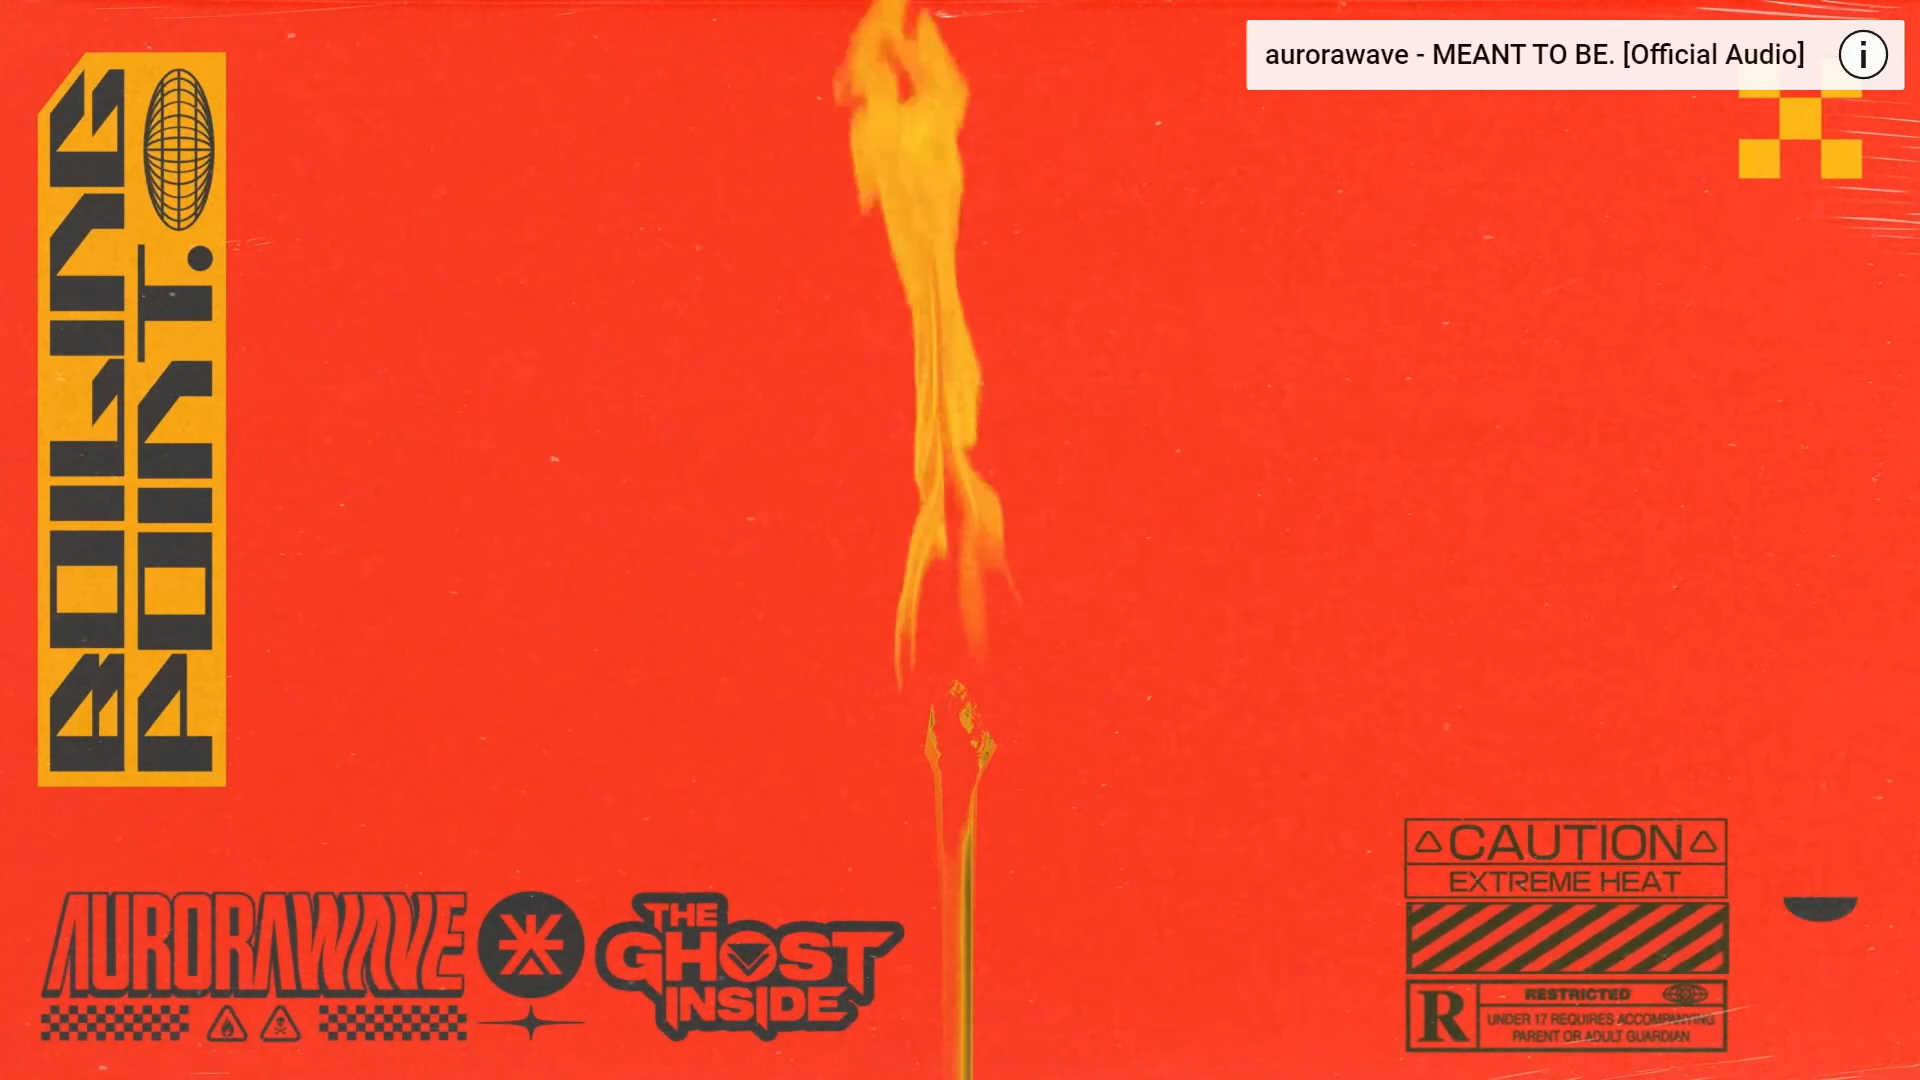 aurorawave - MEANT TO BE. [Official Audio]
BOILING
POINT.
AURORAWAVE
THE
GHOST
INSIDE
CAUTION
EXTREME HEAT
R
RESTRICTED
UNDER 17 REQUIRES ACCOMPANYING
PARENT OR ADULT GUARDIAN